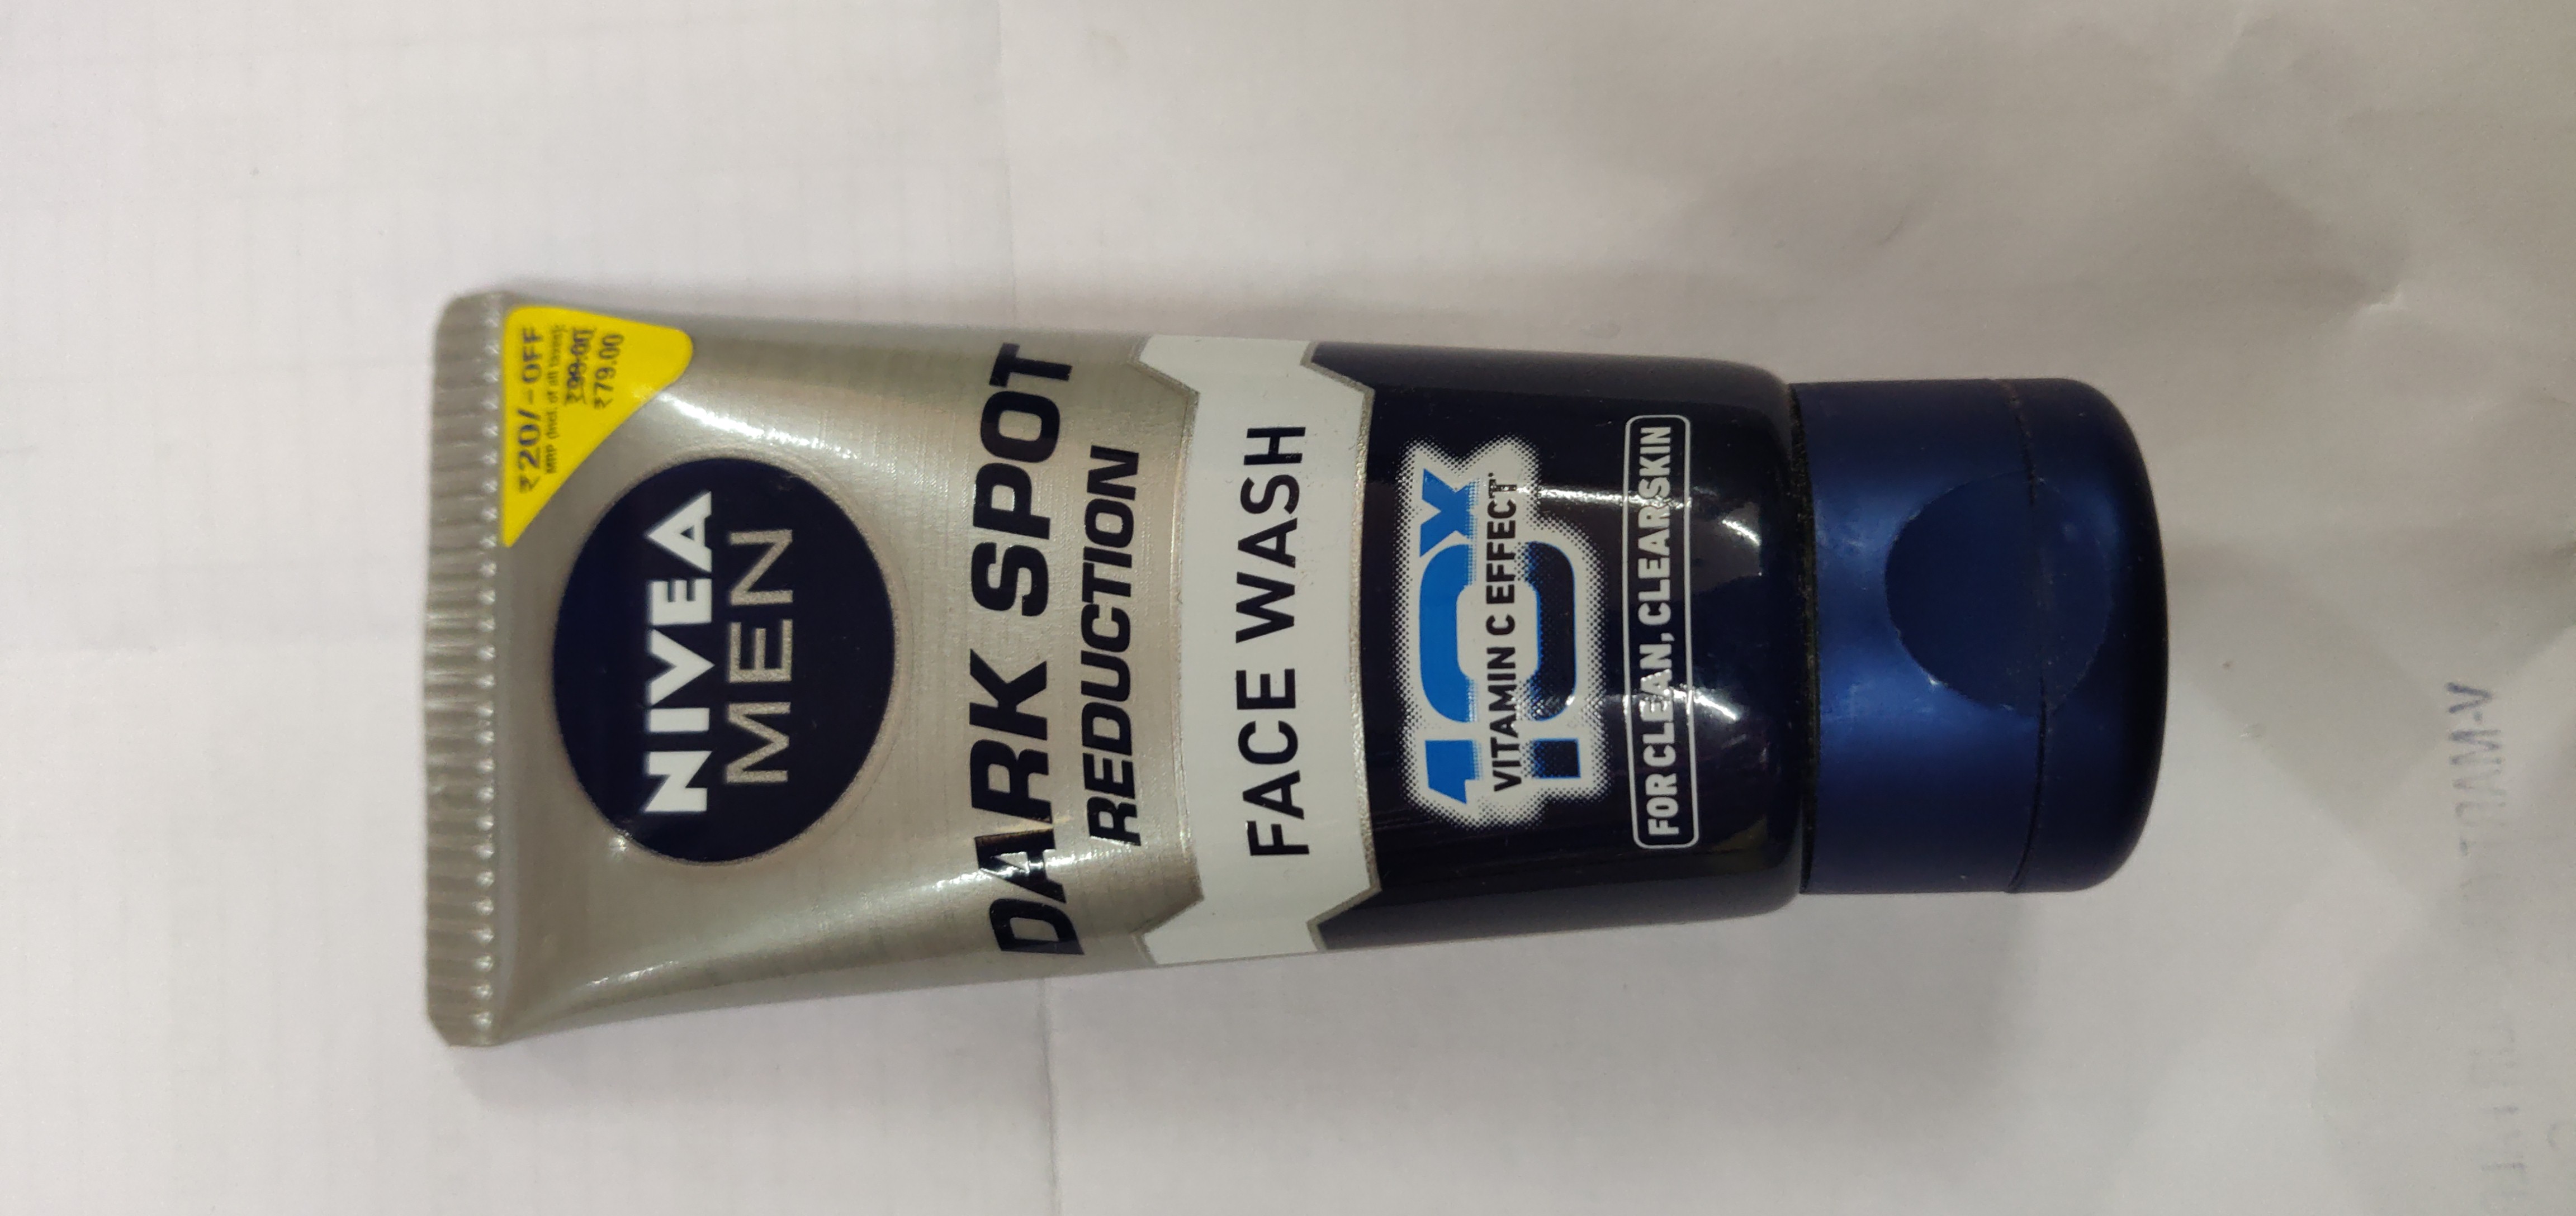 ₹20/- OFF
MRP (Incl. of all taxes):
₹99.00
₹79.00
NIVEA
MEN
DARK SPOT
REDUCTION
FACE WASH
10X
VITAMIN C EFFECT*
FOR CLEAN, CLEAR SKIN
V-MART